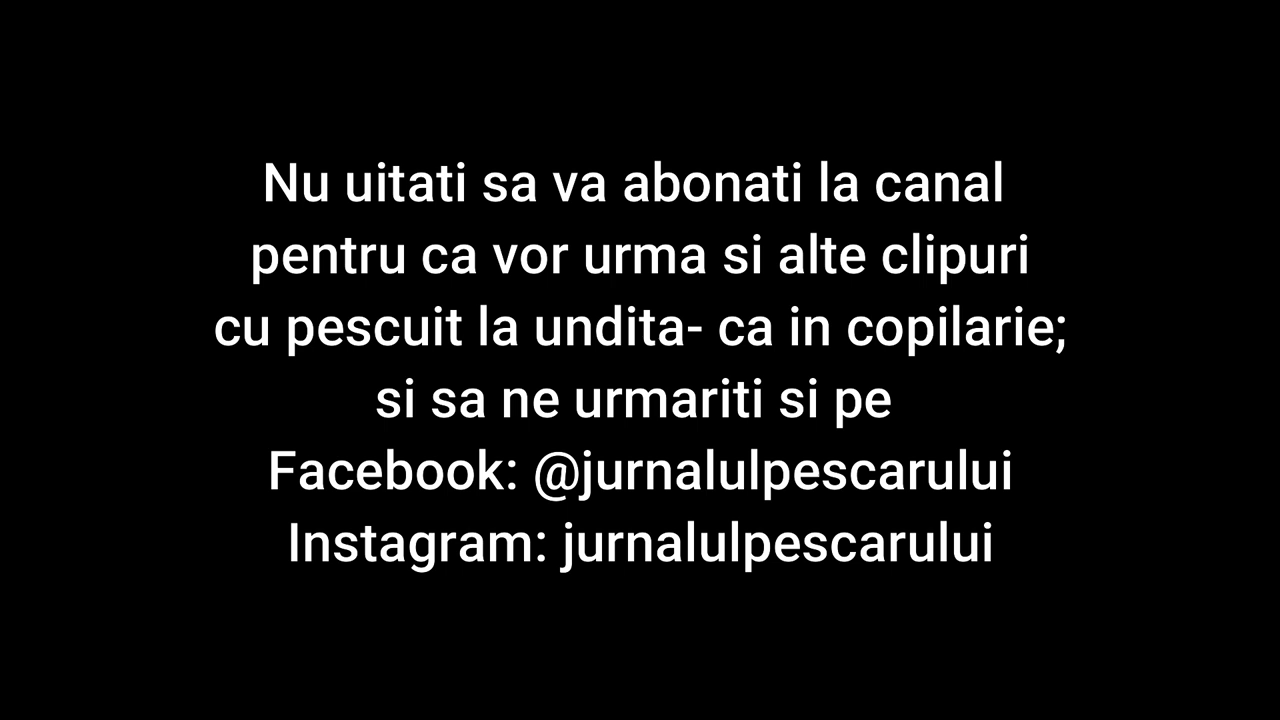 Nu uitati sa va abonati la canal
pentru ca vor urma si alte clipuri
cu pescuit la undita- ca in copilarie;
si sa ne urmariti si pe
Facebook: @jurnalulpescarului
Instagram: jurnalulpescarului